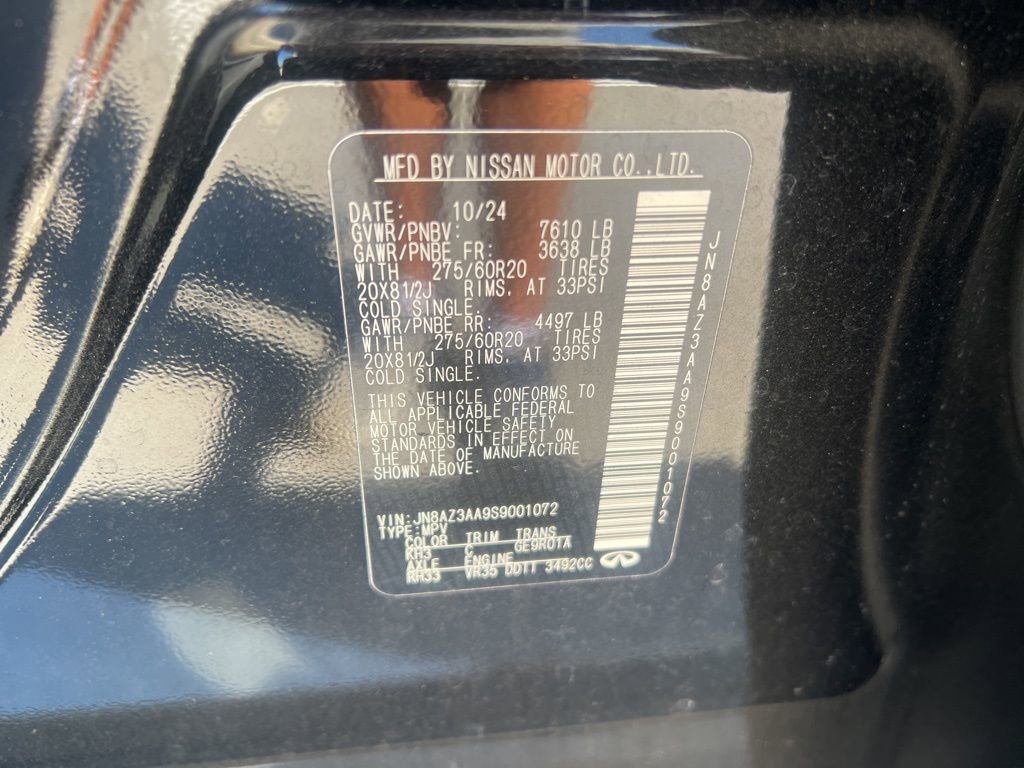 MFD BY NISSAN MOTOR CO.,LTD.
DATE: 10/24
GVWR/PNBV: 7610 LB
GAWR/PNBE FR: 3638 LB
WITH 275/60R20 TIRES
20X81/2J RIMS, AT 33PSI
COLD SINGLE.
GAWR/PNBE RR: 4497 LB
WITH 275/60R20 TIRES
20X81/2J RIMS, AT 33PSI
COLD SINGLE.
THIS VEHICLE CONFORMS TO
ALL APPLICABLE FEDERAL
MOTOR VEHICLE SAFETY
STANDARDS IN EFFECT ON
THE DATE OF MANUFACTURE
SHOWN ABOVE.
VIN:JN8AZ3AA9S9001072
TYPE:MPV
COLOR TRIM TRANS
KH3 C GE9R01A
AXLE ENGINE
RH33 VR35 DDTT 3492CC
JN8AZ3AA9S9001072